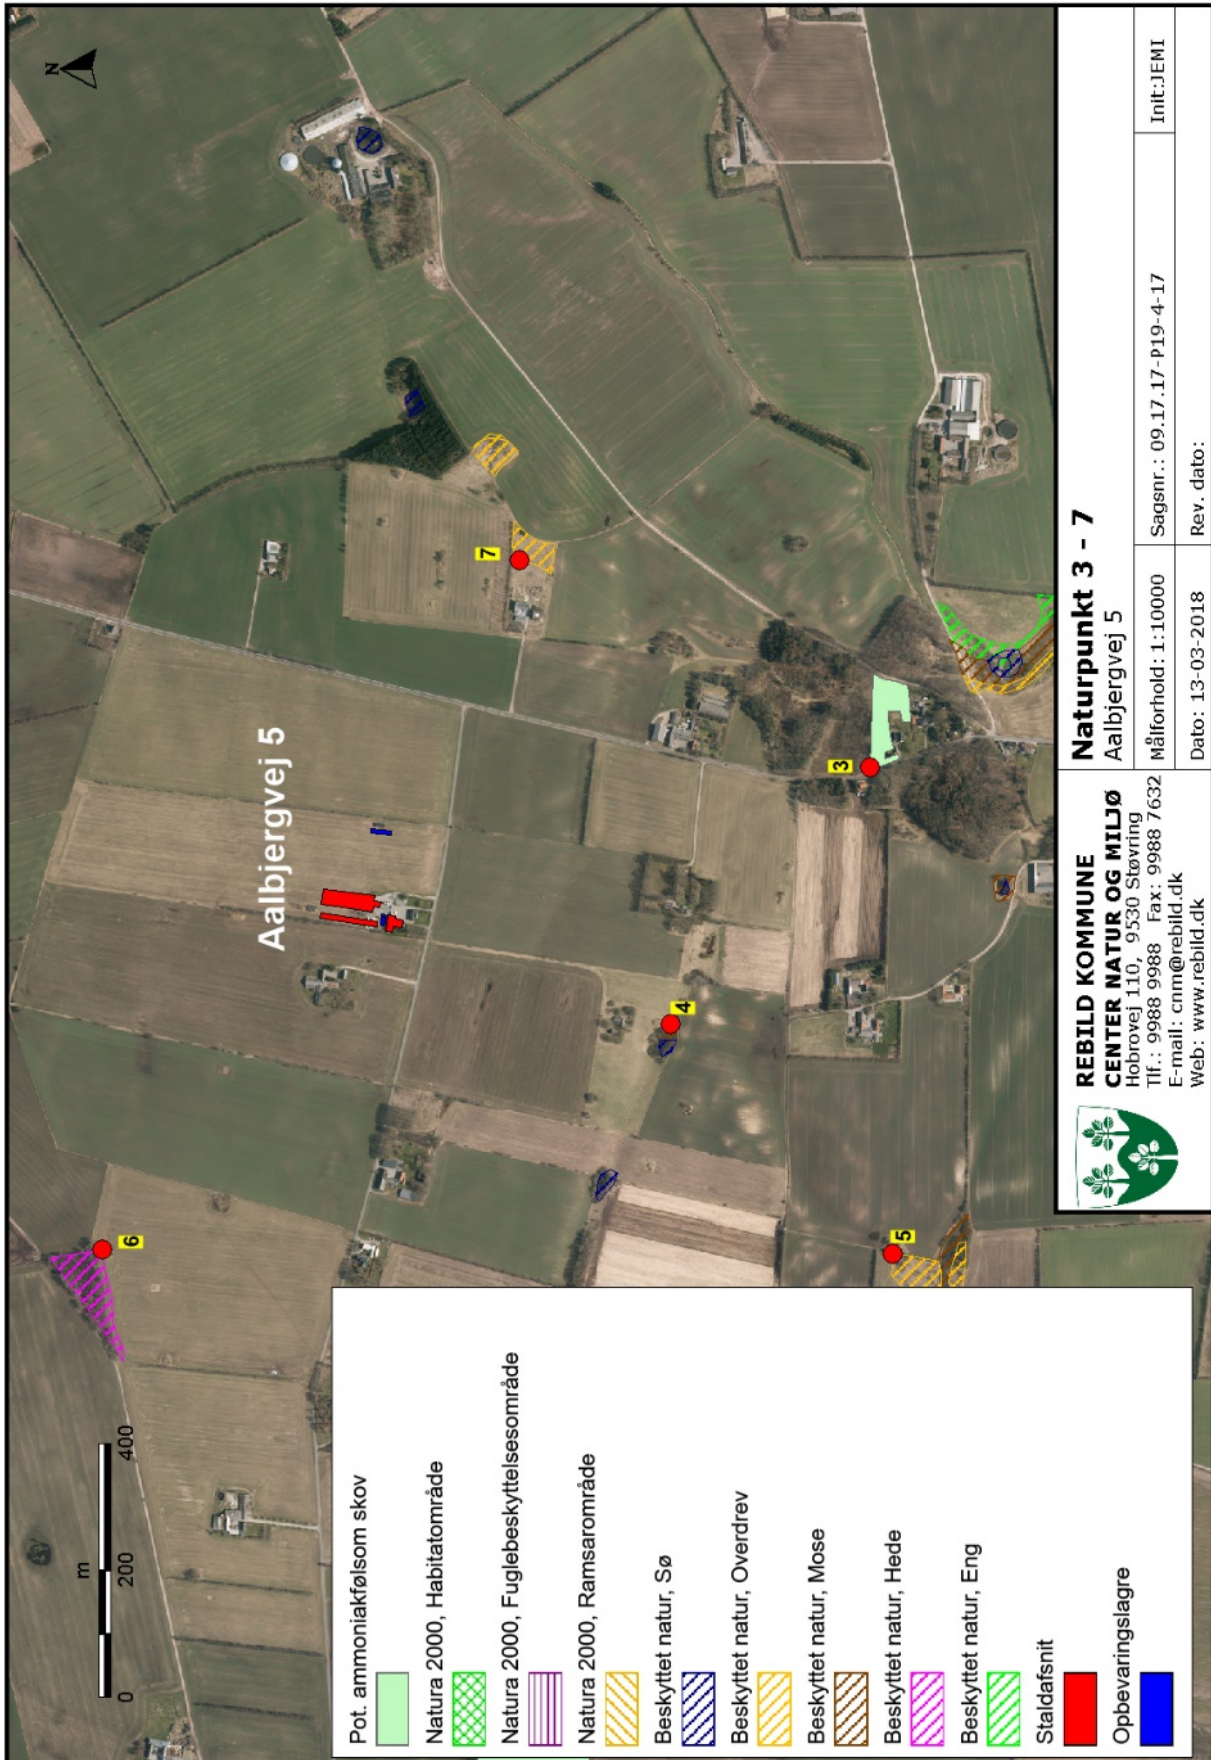 N
Aalbjergvej 5
6
7
4
3
5
m
0
200
400
Pot. ammoniakfølsom skov
Natura 2000, Habitatområde
Natura 2000, Fuglebeskyttelsesområde
Natura 2000, Ramsarområde
Beskyttet natur, Sø
Beskyttet natur, Overdrev
Beskyttet natur, Mose
Beskyttet natur, Hede
Beskyttet natur, Eng
Staldafsnit
Opbevaringslagre
REBILD KOMMUNE
CENTER NATUR OG MILJØ
Hobrovej 110, 9530 Støvring
Tlf.: 9988 9988 Fax: 9988 7632
E-mail: cnm@rebild.dk
Web: www.rebild.dk
Naturpunkt 3 - 7
Aalbjergvej 5
Målforhold: 1:10000
Sagsnr.: 09.17.17-P19-4-17
Init:JEMI
Dato: 13-03-2018
Rev. dato: